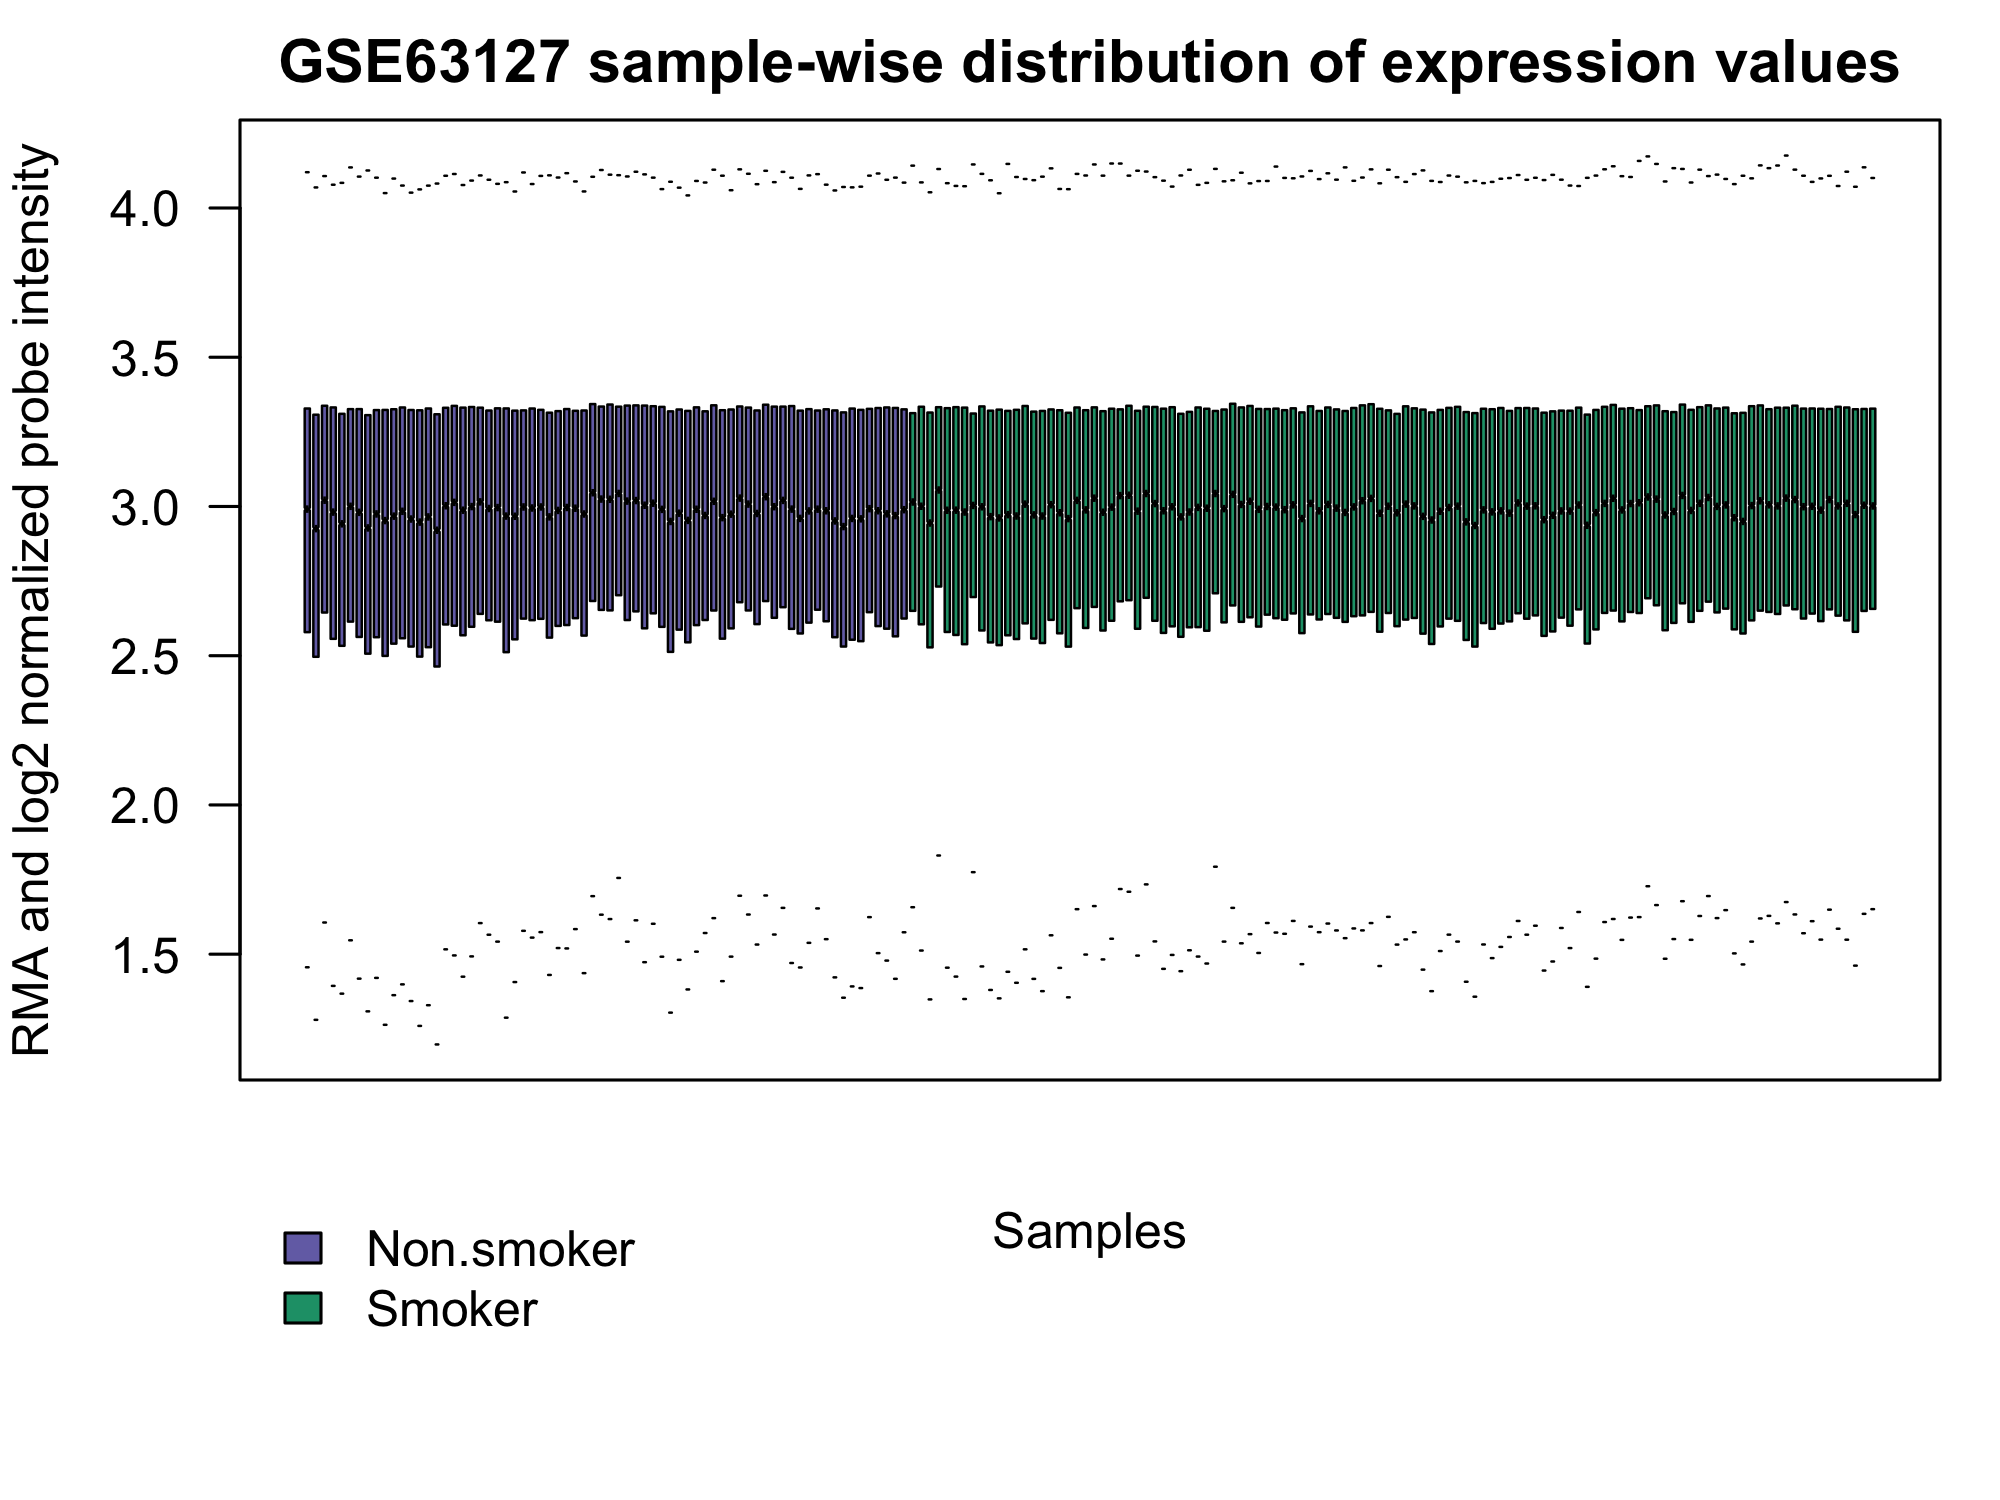 GSE63127 sample-wise distribution of expression values
RMA and log2 normalized probe intensity
4.0
3.5
3.0
2.5
2.0
1.5
Samples
Non.smoker
Smoker